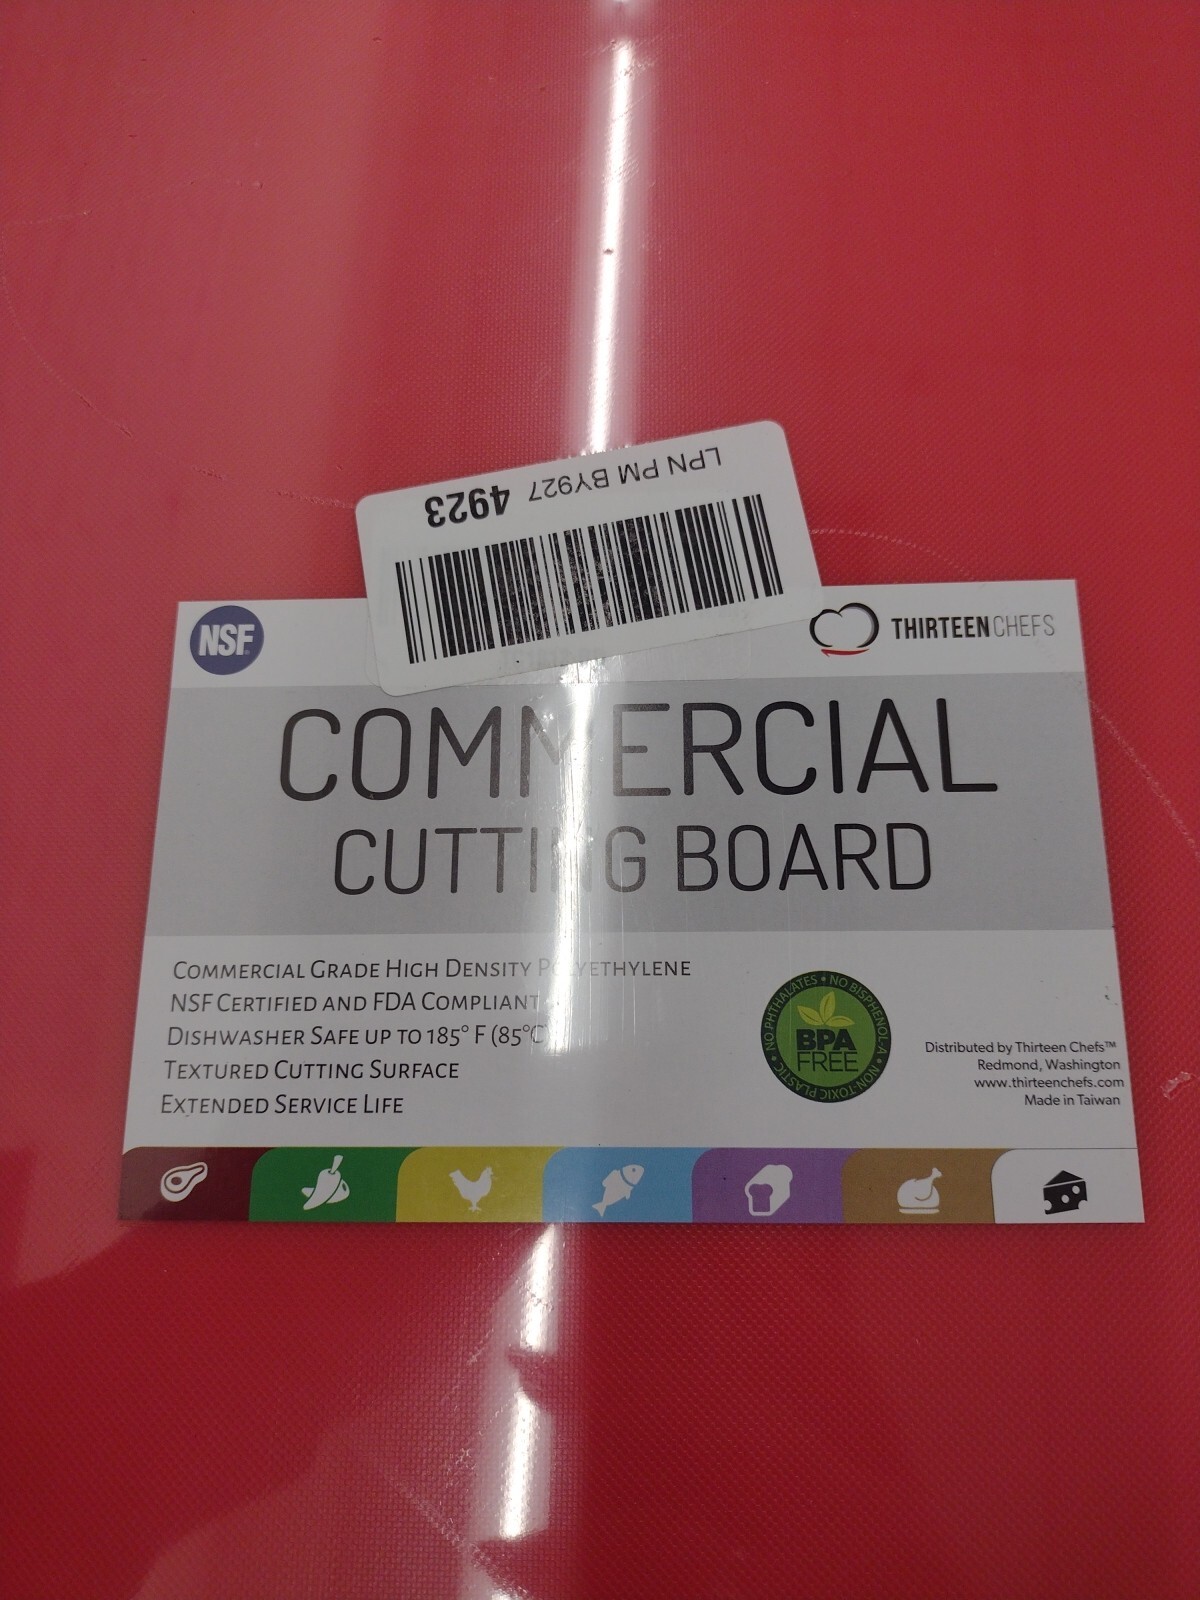 LPN PM BY927 4923
NSF
THIRTEEN CHEFS
COMMERCIAL
CUTTING BOARD
COMMERCIAL GRADE HIGH DENSITY POLYETHYLENE
NSF CERTIFIED AND FDA COMPLIANT
DISHWASHER SAFE UP TO 185° F (85°C)
TEXTURED CUTTING SURFACE
EXTENDED SERVICE LIFE
NO PHTHALATES • NO BISPHENOL-A • NON-TOXIC PLASTIC •
BPA
FREE
Distributed by Thirteen Chefs™
Redmond, Washington
www.thirteenchefs.com
Made in Taiwan